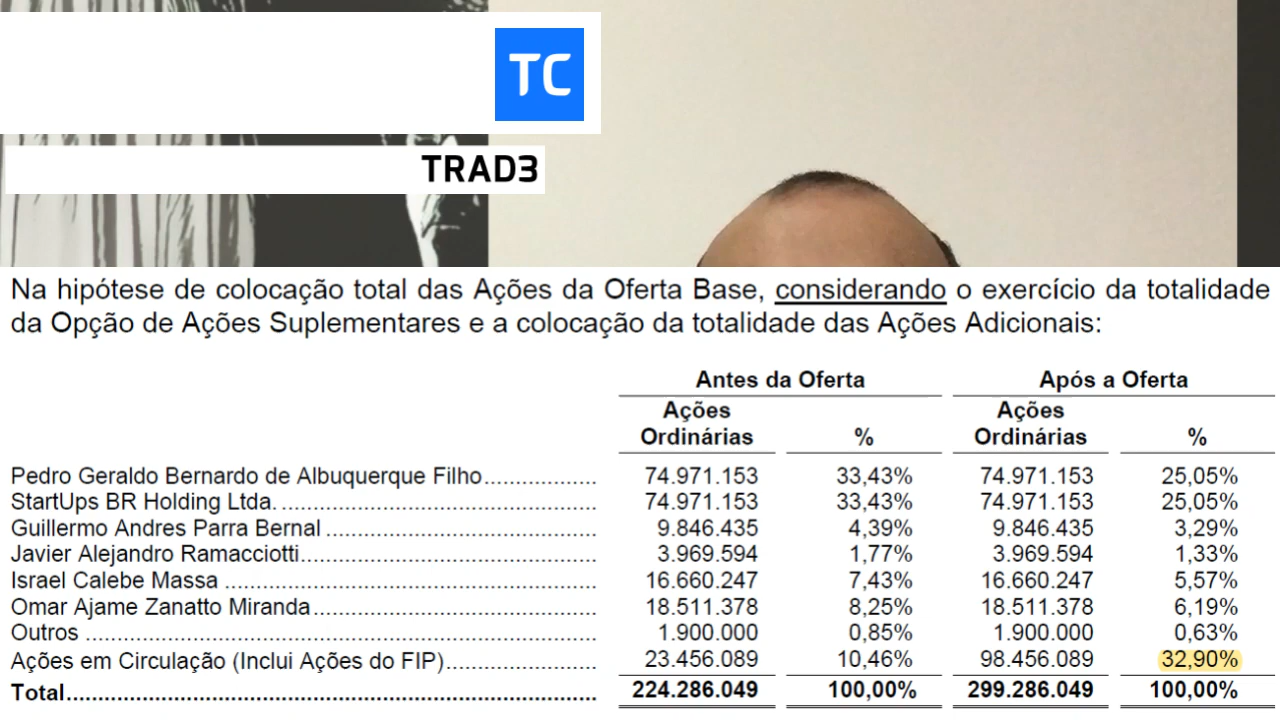 TC
TRAD3
Na hipótese de colocação total das Ações da Oferta Base, considerando o exercício da totalidade
da Opção de Ações Suplementares e a colocação da totalidade das Ações Adicionais:
Antes da Oferta Após a Oferta
Ações Ações
Ordinárias % Ordinárias %
Pedro Geraldo Bernardo de Albuquerque Filho.................. 74.971.153 33,43% 74.971.153 25,05%
StartUps BR Holding Ltda. .................................................. 74.971.153 33,43% 74.971.153 25,05%
Guillermo Andres Parra Bernal ........................................... 9.846.435 4,39% 9.846.435 3,29%
Javier Alejandro Ramacciotti............................................... 3.969.594 1,77% 3.969.594 1,33%
Israel Calebe Massa ........................................................... 16.660.247 7,43% 16.660.247 5,57%
Omar Ajame Zanatto Miranda............................................. 18.511.378 8,25% 18.511.378 6,19%
Outros ................................................................................ 1.900.000 0,85% 1.900.000 0,63%
Ações em Circulação (Inclui Ações do FIP)........................ 23.456.089 10,46% 98.456.089 32,90%
Total................................................................................... 224.286.049 100,00% 299.286.049 100,00%